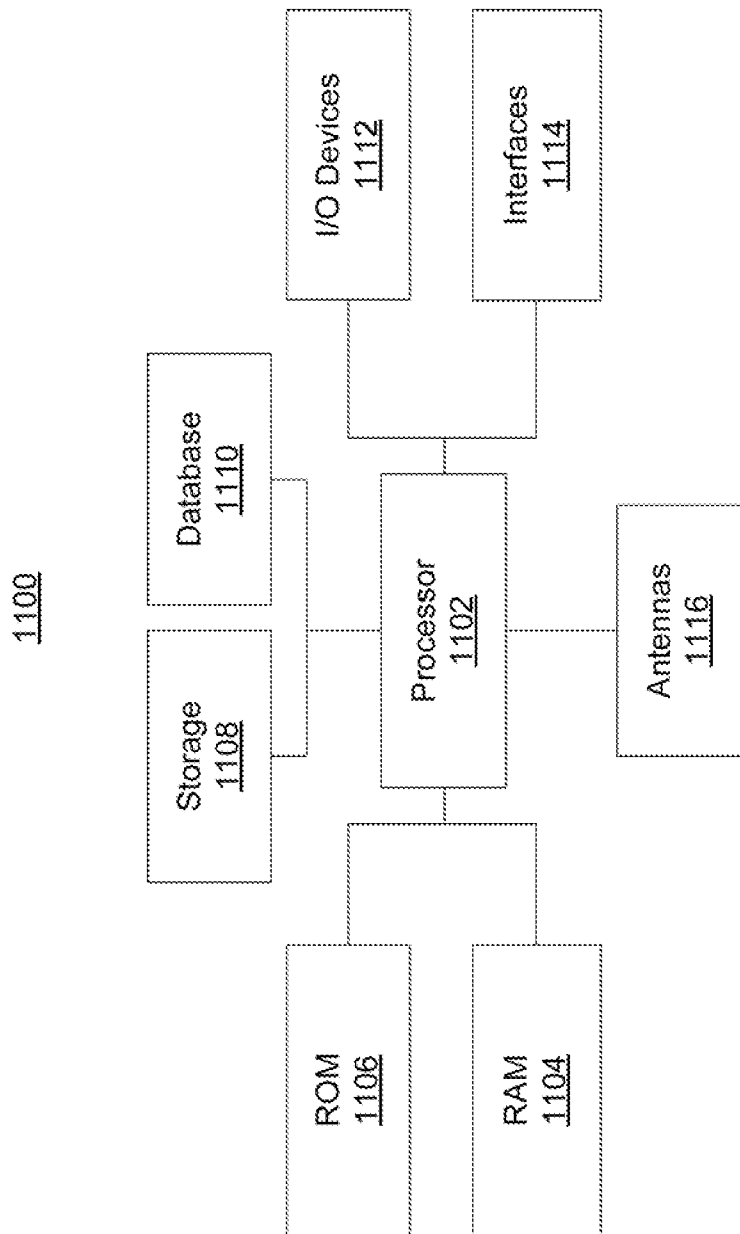 1100
Storage
1108
Database
1110
ROM
1106
Processor
1102
I/O Devices
1112
RAM
1104
Interfaces
1114
Antennas
1116